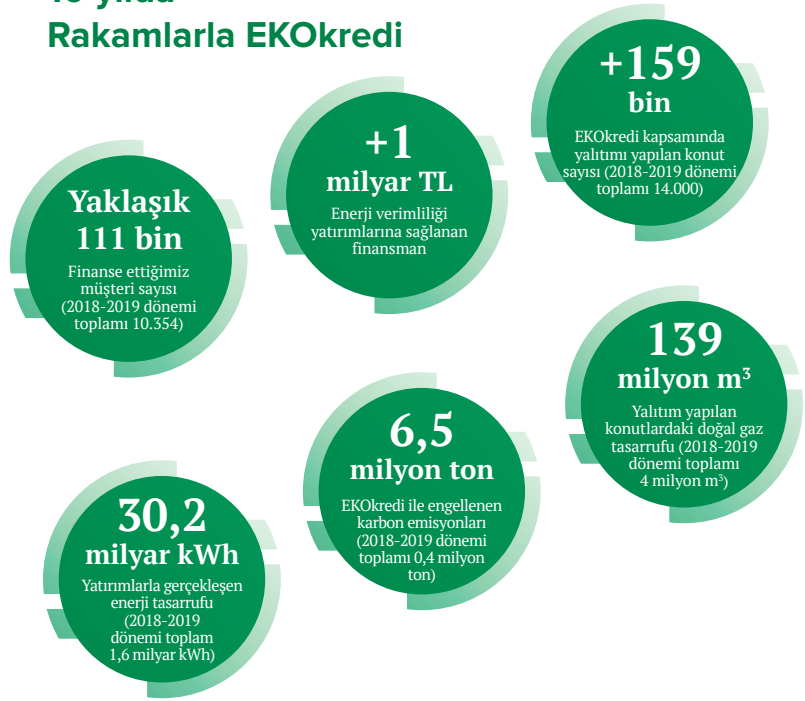 Rakamlarla EKOkredi
+159
bin
EKOkredi kapsamında
yalıtımı yapılan konut
sayısı (2018-2019 dönemi
toplamı 14.000)
+1
milyar TL
Enerji verimliliği
yatırımlarına sağlanan
finansman
Yaklaşık
111 bin
Finanse ettiğimiz
müşteri sayısı
(2018-2019 dönemi
toplamı 10.354)
139
milyon m³
Yalıtım yapılan
konutlardaki doğal gaz
tasarrufu (2018-2019
dönemi toplamı
4 milyon m³)
6,5
milyon ton
EKOkredi ile engellenen
karbon emisyonları
(2018-2019 dönemi
toplamı 0,4 milyon
ton)
30,2
milyar kWh
Yatırımlarla gerçekleşen
enerji tasarrufu
(2018-2019
dönemi toplam
1,6 milyar kWh)